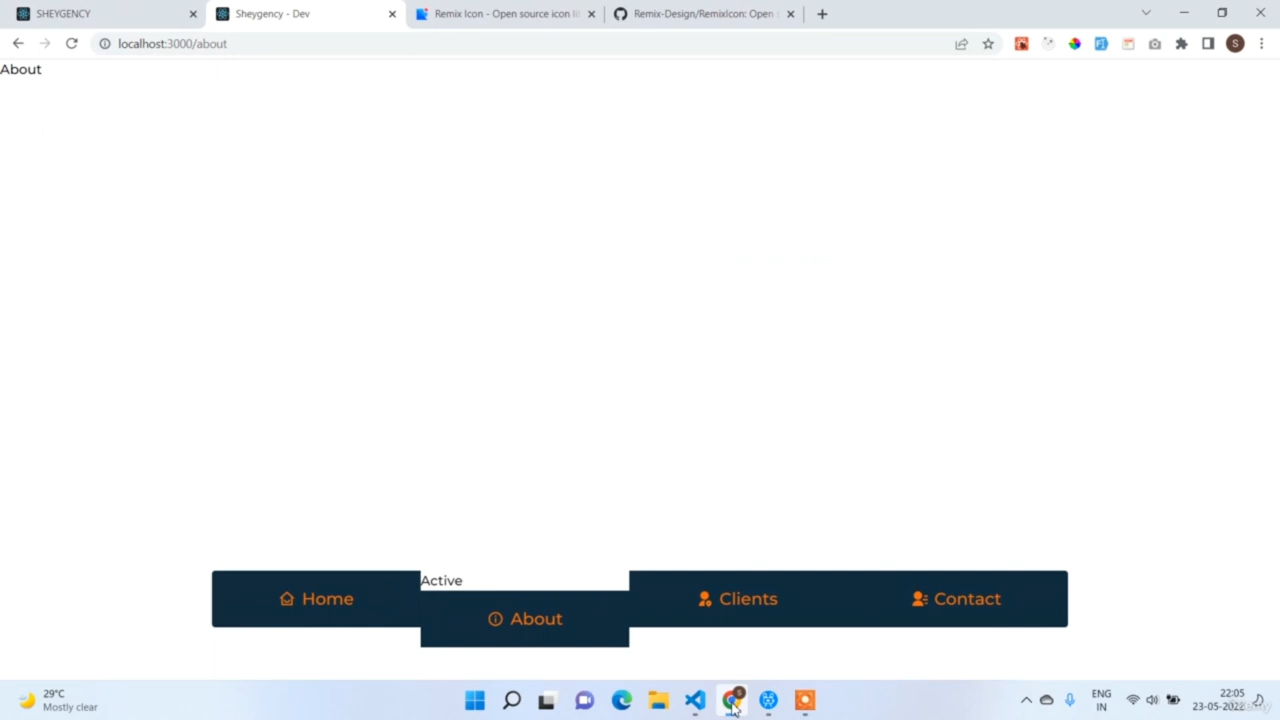 SHEYGENCY
Sheygency - Dev
Remix Icon - Open source icon li
Remix-Design/RemixIcon: Open s
localhost:3000/about
S
About
Active
Home
About
Clients
Contact
29°C
Mostly clear
ENG
IN
22:05
23-05-2022